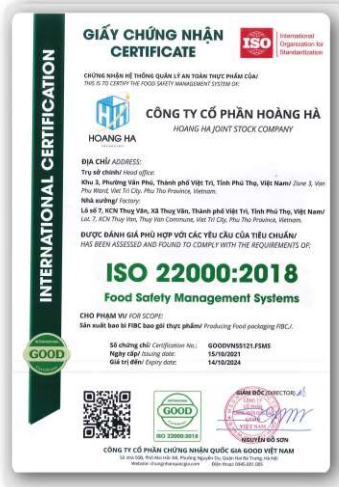 GIẤY CHỨNG NHẬN
CERTIFICATE
ISO
International
Organization for
Standardization
INTERNATIONAL CERTIFICATION
CHỨNG NHẬN HỆ THỐNG QUẢN LÝ AN TOÀN THỰC PHẨM CỦA/
THIS IS TO CERTIFY THE FOOD SAFETY MANAGEMENT SYSTEM OF:
HOANG HA
CÔNG TY CỔ PHẦN HOÀNG HÀ
HOANG HA JOINT STOCK COMPANY
ĐỊA CHỈ/ ADDRESS:
Trụ sở chính/ Head office:
Khu 3, Phường Vân Phú, Thành phố Việt Trì, Tỉnh Phú Thọ, Việt Nam/ Zone 3, Van
Phu Ward, Viet Tri City, Phu Tho Province, Vietnam.
Nhà xưởng/ Factory:
Lô số 7, KCN Thụy Vân, Xã Thụy Vân, Thành phố Việt Trì, Tỉnh Phú Thọ, Việt Nam/
Lot. 7, KCN Thuy Van, Thuy Van Commune, Viet Tri City, Phu Tho Province, Vietnam.
ĐƯỢC ĐÁNH GIÁ PHÙ HỢP VỚI CÁC YÊU CẦU CỦA TIÊU CHUẨN/
HAS BEEN ASSESSED AND FOUND TO COMPLY WITH THE REQUIREMENTS OF:
ISO 22000:2018
Food Safety Management Systems
CHO PHẠM VI/ FOR SCOPE:
Sản xuất bao bì FIBC bao gói thực phẩm/ Producing Food packaging FIBC./.
Số chứng chỉ/ Certification No.: GOODVN55121.FSMS
Ngày cấp/ Issuing date: 15/10/2021
Giá trị đến/ Expiry date: 14/10/2024
GOOD
GOOD
ISO 22000:2018
GIÁM ĐỐC (DIRECTOR)
NGUYỄN ĐỖ SƠN
CÔNG TY CỔ PHẦN CHỨNG NHẬN QUỐC GIA GOOD VIỆT NAM